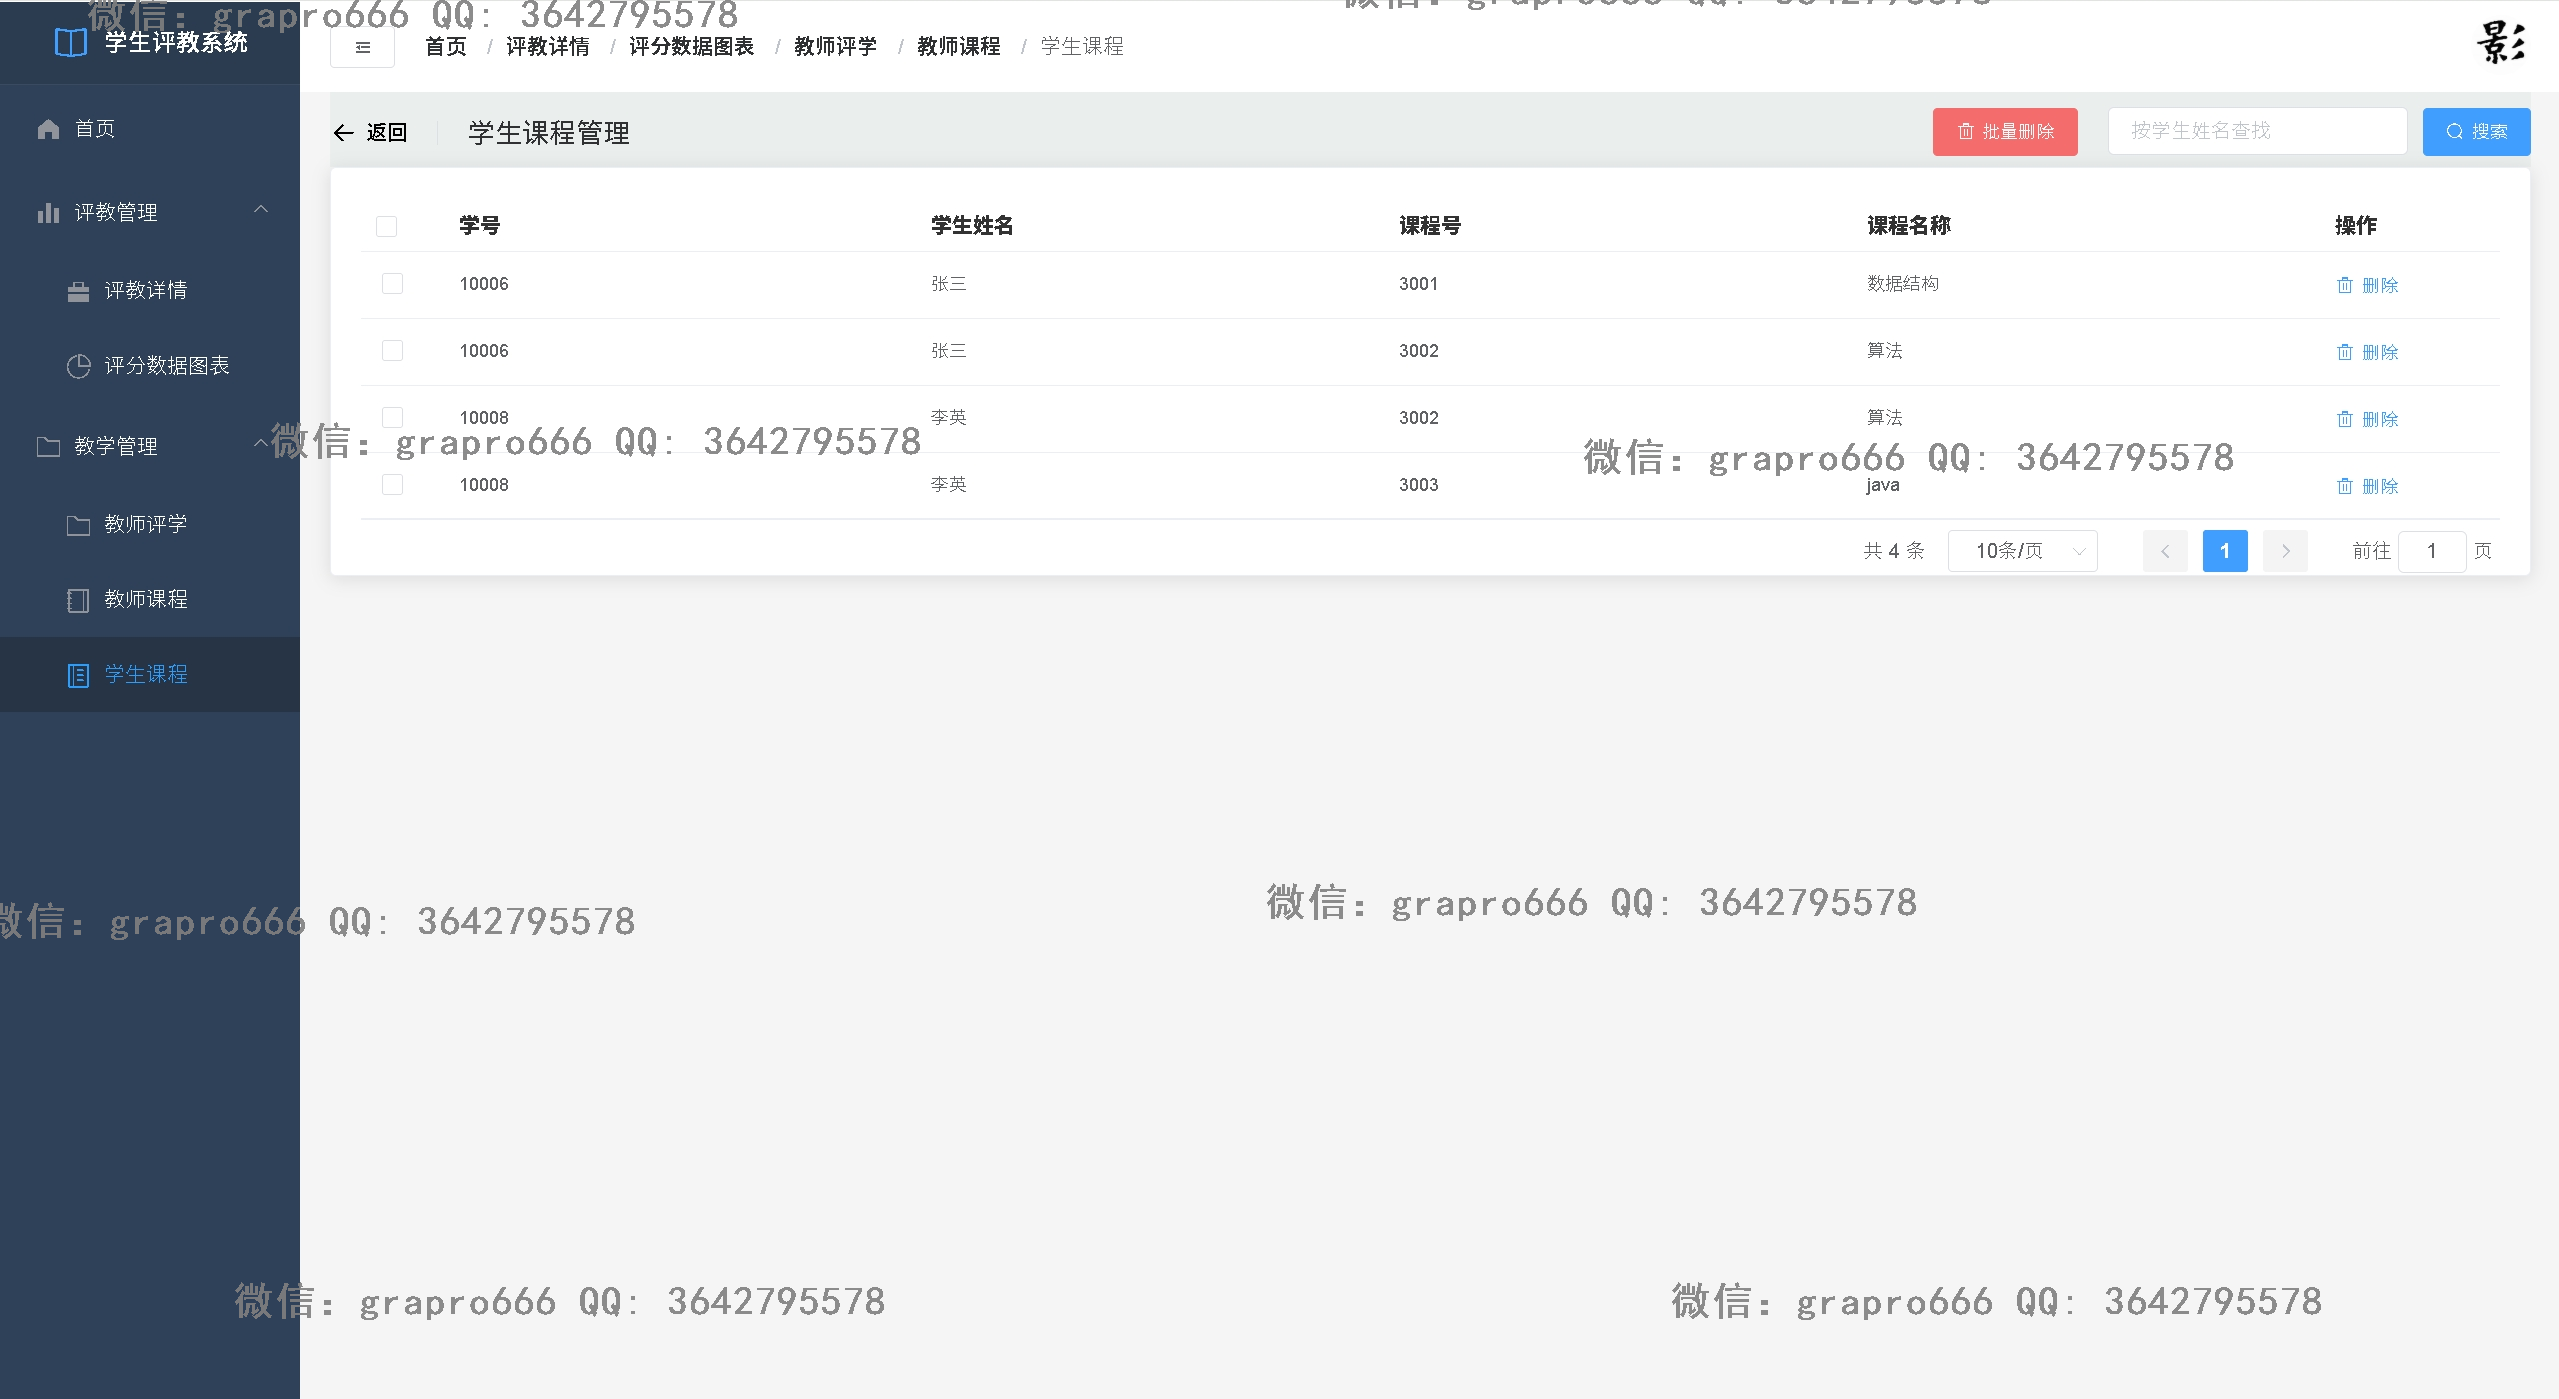 微信: grapro666 QQ: 3642795578
学生评教系统
首页 / 评教详情 / 评分数据图表 / 教师评学 / 教师课程 / 学生课程
影
首页
评教管理
评教详情
评分数据图表
教学管理
教师评学
教师课程
学生课程
返回 学生课程管理 批量删除 按学生姓名查找 搜索
学号 学生姓名 课程号 课程名称 操作
10006 张三 3001 数据结构 删除
10006 张三 3002 算法 删除
10008 李英 3002 算法 删除
微信: grapro666 QQ: 3642795578
微信: grapro666 QQ: 3642795578
10008 李英 3003 java 删除
共 4 条 10条/页 1 前往 1 页
微信: grapro666 QQ: 3642795578
微信: grapro666 QQ: 3642795578
微信: grapro666 QQ: 3642795578
微信: grapro666 QQ: 3642795578